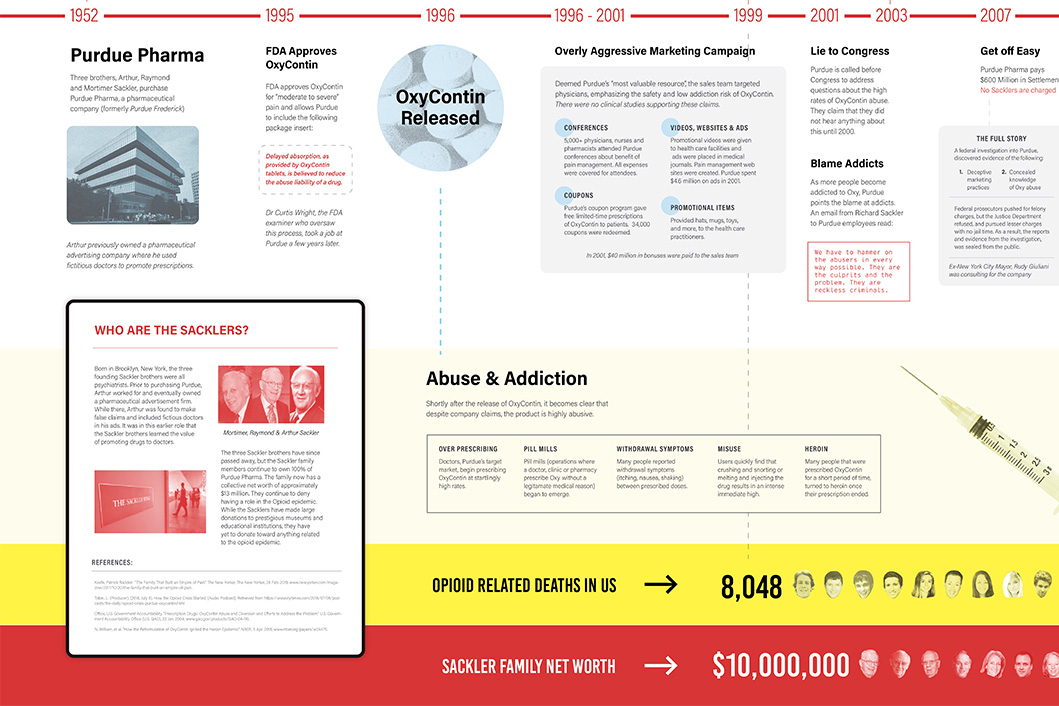 1952
1995
1996
1996 - 2001
1999
2001
2003
2007
Purdue Pharma
Three brothers, Arthur, Raymond
and Mortimer Sackler, purchase
Purdue Pharma, a pharmaceutical
company (formerly Purdue Frederick)
Arthur previously owned a pharmaceutical
advertising company where he used
fictitious doctors to promote prescriptions.
FDA Approves
OxyContin
FDA approves OxyContin
for "moderate to severe"
pain and allows Purdue
to include the following
package insert:
Delayed absorption, as
provided by OxyContin
tablets, is believed to reduce
the abuse liability of a drug.
Dr Curtis Wright, the FDA
examiner who oversaw
this process, took a job at
Purdue a few years later.
OxyContin
Released
Overly Aggressive Marketing Campaign
Deemed Purdue's "most valuable resource", the sales team targeted
physicians, emphasizing the safety and low addiction risk of OxyContin.
There were no clinical studies supporting these claims.
CONFERENCES
5,000+ physicians, nurses and
pharmacists attended Purdue
conferences about benefit of
pain management. All expenses
were covered for attendees.
COUPONS
Purdue's coupon program gave
free limited-time prescriptions
of OxyContin to patients. 34,000
coupons were redeemed.
VIDEOS, WEBSITES & ADS
Promotional videos were given
to health care facilities and
ads were placed in medical
journals. Pain management web
sites were created. Purdue spent
$4.6 million on ads in 2001.
PROMOTIONAL ITEMS
Provided hats, mugs, toys,
and more, to the health care
practitioners.
In 2001, $40 million in bonuses were paid to the sales team
Lie to Congress
Purdue is called before
Congress to address
questions about the high
rates of OxyContin abuse.
They claim that they did
not hear anything about
this until 2000.
Blame Addicts
As more people become
addicted to Oxy, Purdue
points the blame at addicts.
An email from Richard Sackler
to Purdue employees read:
We have to hammer on
the abusers in every
way possible. They are
the culprits and the
problem. They are
reckless criminals.
Get off Easy
Purdue Pharma pays
$600 Million in Settlemen
No Sacklers are charged
THE FULL STORY
A federal investigation into Purdue,
discovered evidence of the following:
1. Deceptive
marketing
practices
2. Concealed
knowledge
of Oxy abuse
Federal prosecutors pushed for felony
charges, but the Justice Department
refused, and pursued lesser charges
with no jail time. As a result, the reports
and evidence from the investigation,
was sealed from the public.
Ex-New York City Mayor, Rudy Giuliani
was consulting for the company
WHO ARE THE SACKLERS?
Born in Brooklyn, New York, the three
founding Sackler brothers were all
psychiatrists. Prior to purchasing Purdue,
Arthur worked for and eventually owned
a pharmaceutical advertisement firm.
While there, Arthur was found to make
false claims and included fictious doctors
in his ads. It was in this earlier role that
the Sackler brothers learned the value
of promoting drugs to doctors.
Mortimer, Raymond & Arthur Sackler
THE SACKLER WING
The three Sackler brothers have since
passed away, but the Sackler family
members continue to own 100% of
Purdue Pharma. The family now has a
collective net worth of approximately
$13 million. They continue to deny
having a role in the Opioid epidemic.
While the Sacklers have made large
donations to prestigious museums and
educational institutions, they have
yet to donate toward anything related
to the opioid epidemic.
REFERENCES:
Abuse & Addiction
Shortly after the release of OxyContin, it becomes clear that
despite company claims, the product is highly abusive.
OVER PRESCRIBING
Doctors, Purdue's target
market, begin prescribing
OxyContin at startlingly
high rates.
PILL MILLS
Pill mills (operations where
a doctor, clinic or pharmacy
prescribe Oxy without a
legitimate medical reason)
began to emerge.
WITHDRAWAL SYMPTOMS
Many people reported
withdrawal symptoms
(itching, nausea, shaking)
between prescribed doses.
MISUSE
Users quickly find that
crushing and snorting or
melting and injecting the
drug results in an intense
immediate high.
HEROIN
Many people that were
prescribed OxyContin
for a short period of time,
turned to heroin once
their prescription ended.
OPIOID RELATED DEATHS IN US
8,048
SACKLER FAMILY NET WORTH
$10,000,000